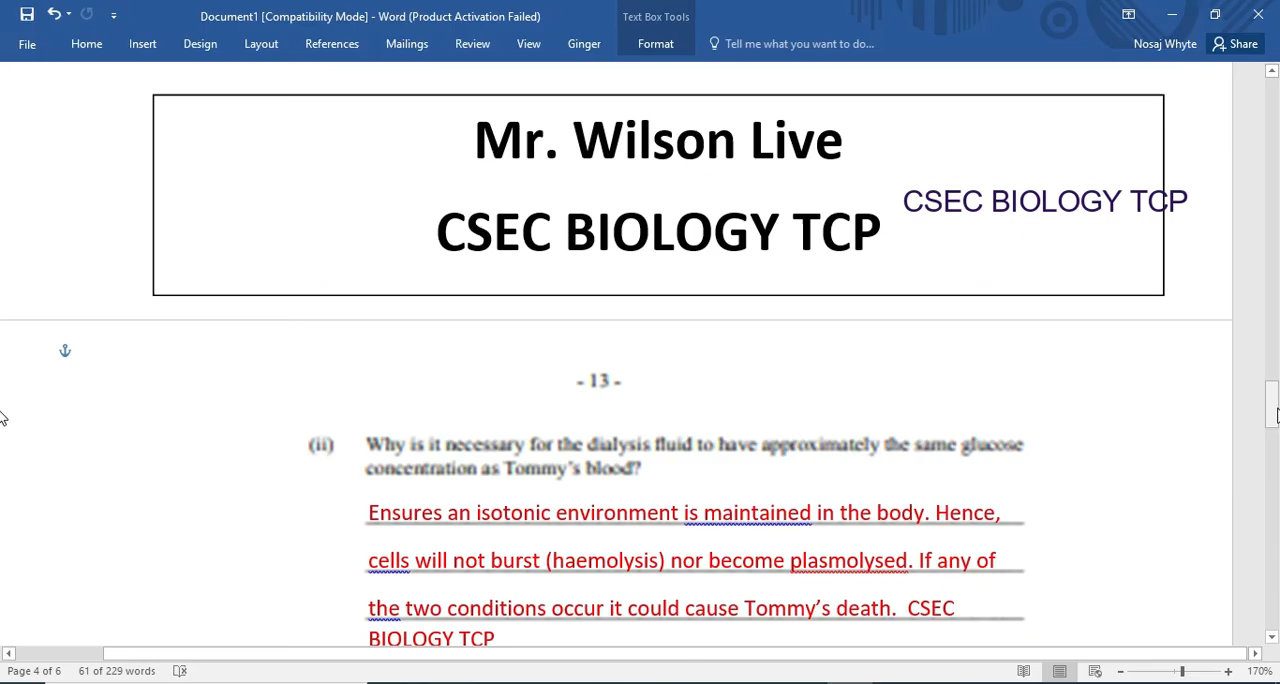 Document1 [Compatibility Mode] - Word (Product Activation Failed)
Text Box Tools
File
Home
Insert
Design
Layout
References
Mailings
Review
View
Ginger
Format
Tell me what you want to do...
Nosaj Whyte
Share
Mr. Wilson Live
CSEC BIOLOGY TCP
CSEC BIOLOGY TCP
- 13 -
(ii) Why is it necessary for the dialysis fluid to have approximately the same glucose
concentration as Tommy's blood?
Ensures an isotonic environment is maintained in the body. Hence,
cells will not burst (haemolysis) nor become plasmolysed. If any of
the two conditions occur it could cause Tommy's death. CSEC
BIOLOGY TCP
Page 4 of 6
61 of 229 words
170%